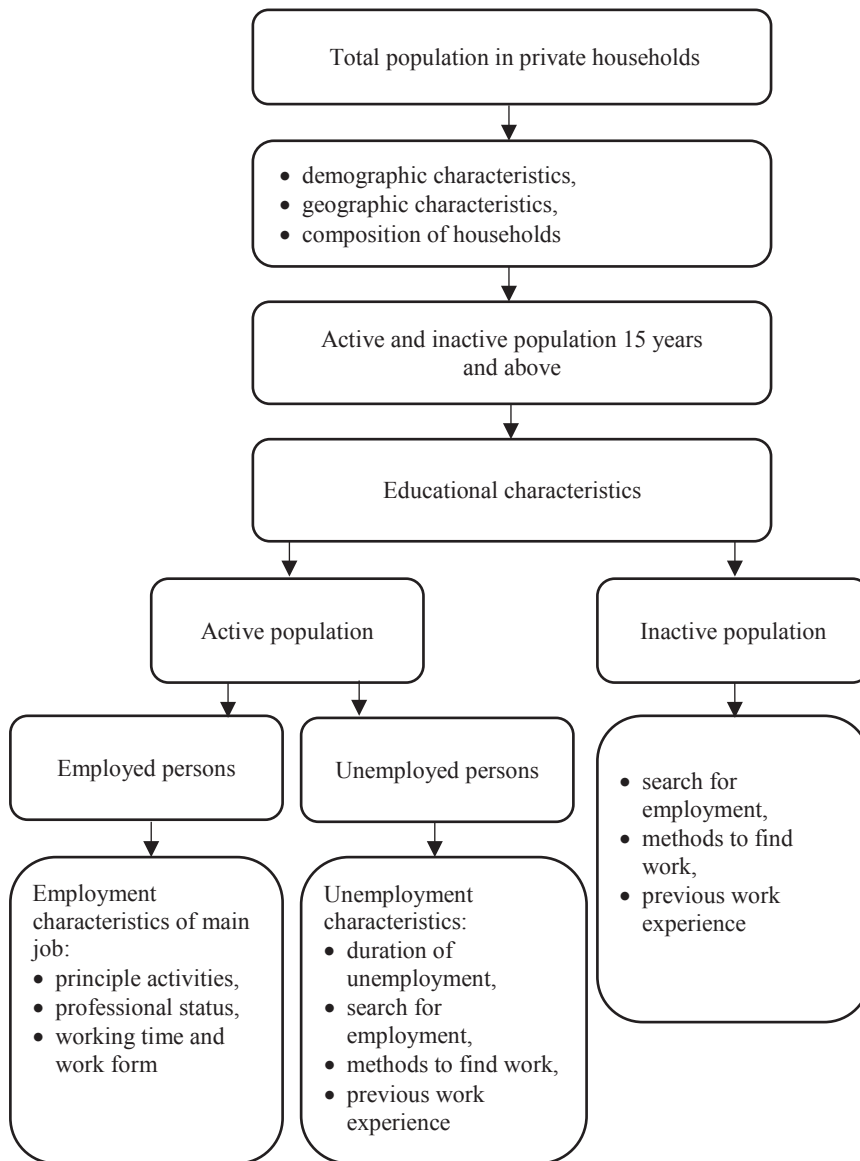 Total population in private households
• demographic characteristics,
• geographic characteristics,
• composition of households
Active and inactive population 15 years
and above
Educational characteristics
Active population
Inactive population
Employed persons
Unemployed persons
• search for
employment,
• methods to find
work,
• previous work
experience
Employment
characteristics of main
job:
• principle activities,
• professional status,
• working time and
work form
Unemployment
characteristics:
• duration of
unemployment,
• search for
employment,
• methods to find work,
• previous work
experience